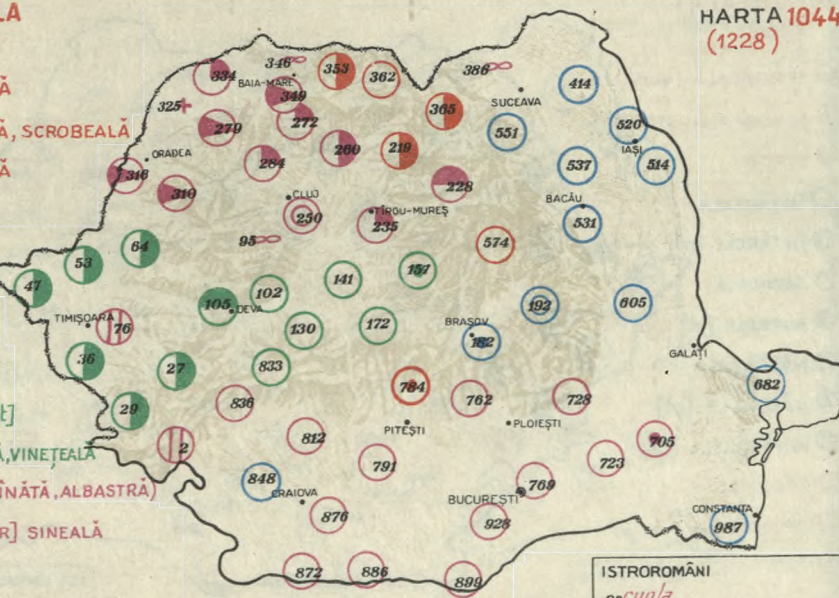 LA
HARTA 1044
(1228)
Ă
Ă, SCROBEALĂ
Ă
334
346
BAIA-MARE
353
362
386
SUCEAVA
414
325
349
365
279
272
551
520
IAȘI
ORADEA
284
260
219
537
514
316
310
CLUJ
228
BACĂU
250
TÎRGU-MUREȘ
235
531
95
574
64
53
47
105
DEVA
102
141
157
192
605
TIMIȘOARA
76
130
172
BRAȘOV
182
GALAȚI
36
27
833
784
762
728
682
29
836
PITEȘTI
PLOIEȘTI
705
t]
Ă, VINEȚEALĂ
2
812
791
723
ÎNĂTĂ, ALBASTRĂ)
848
CRAIOVA
769
BUCUREȘTI
R] SINEALĂ
876
928
CONSTANȚA
987
872
886
899
ISTROROMÂNI